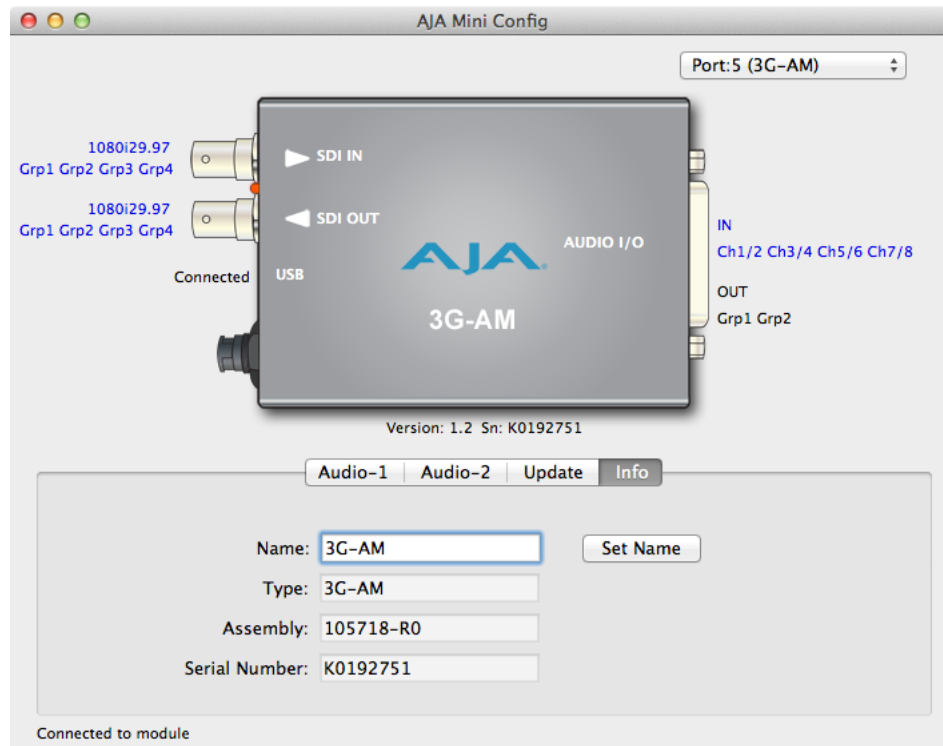 AJA Mini Config
Port:5 (3G-AM)
1080i29.97
Grp1 Grp2 Grp3 Grp4
SDI IN
1080i29.97
Grp1 Grp2 Grp3 Grp4
SDI OUT
Connected
USB
AJA
3G-AM
AUDIO I/O
IN
Ch1/2 Ch3/4 Ch5/6 Ch7/8
OUT
Grp1 Grp2
Version: 1.2 Sn: K0192751
Audio-1 Audio-2 Update Info
Name: 3G-AM Set Name
Type: 3G-AM
Assembly: 105718-R0
Serial Number: K0192751
Connected to module